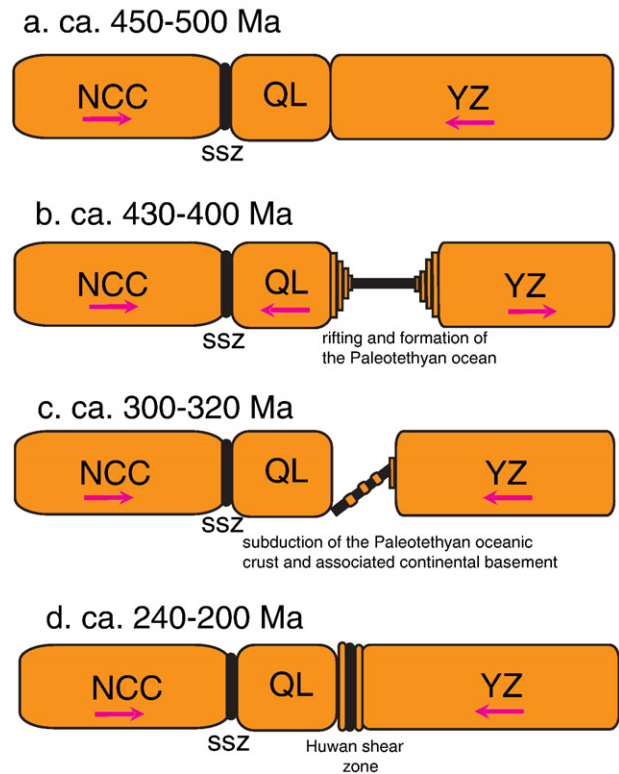 a. ca. 450-500 Ma
NCC QL YZ
SSZ
b. ca. 430-400 Ma
NCC QL YZ
SSZ
rifting and formation of
the Paleotethyan ocean
c. ca. 300-320 Ma
NCC QL YZ
SSZ
subduction of the Paleotethyan oceanic
crust and associated continental basement
d. ca. 240-200 Ma
NCC QL YZ
SSZ
Huwan shear
zone